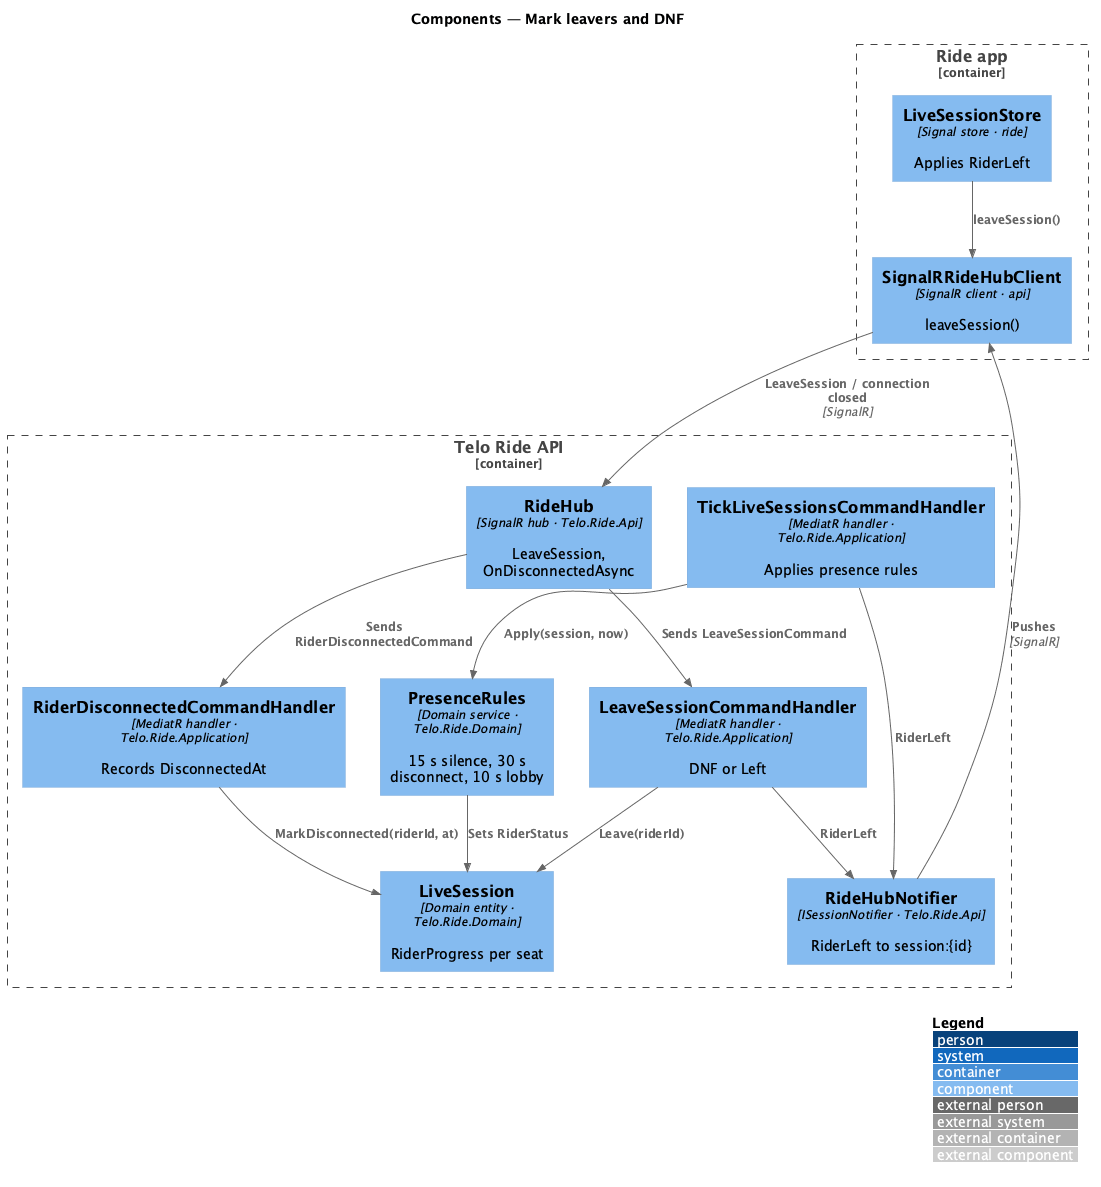 Components — Mark leavers and DNF
Ride app
[container]
LiveSessionStore
[Signal store · ride]
Applies RiderLeft
leaveSession()
SignalRRideHubClient
[SignalR client · api]
leaveSession()
LeaveSession / connection
closed
[SignalR]
Telo Ride API
[container]
RideHub
[SignalR hub · Telo.Ride.Api]
LeaveSession,
OnDisconnectedAsync
TickLiveSessionsCommandHandler
[MediatR handler ·
Telo.Ride.Application]
Applies presence rules
Sends
RiderDisconnectedCommand
Apply(session, now)
Sends LeaveSessionCommand
Pushes
[SignalR]
RiderDisconnectedCommandHandler
[MediatR handler ·
Telo.Ride.Application]
Records DisconnectedAt
PresenceRules
[Domain service ·
Telo.Ride.Domain]
15 s silence, 30 s
disconnect, 10 s lobby
LeaveSessionCommandHandler
[MediatR handler ·
Telo.Ride.Application]
DNF or Left
RiderLeft
MarkDisconnected(riderId, at)
Sets RiderStatus
Leave(riderId)
RiderLeft
LiveSession
[Domain entity ·
Telo.Ride.Domain]
RiderProgress per seat
RideHubNotifier
[ISessionNotifier · Telo.Ride.Api]
RiderLeft to session:{id}
Legend
person
system
container
component
external person
external system
external container
external component